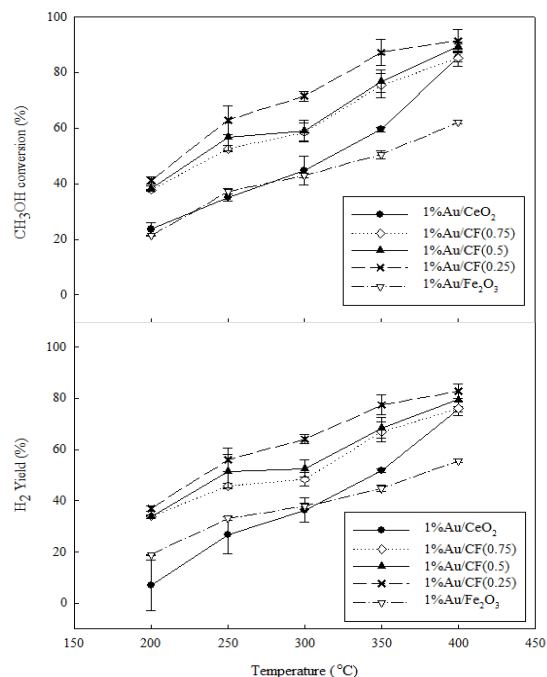 100
80
60
40
20
0
CH3OH conversion (%)
1%Au/CeO2
1%Au/CF(0.75)
1%Au/CF(0.5)
1%Au/CF(0.25)
1%Au/Fe2O3
80
60
40
20
0
H2 Yield (%)
1%Au/CeO2
1%Au/CF(0.75)
1%Au/CF(0.5)
1%Au/CF(0.25)
1%Au/Fe2O3
150 200 250 300 350 400 450
Temperature (°C)